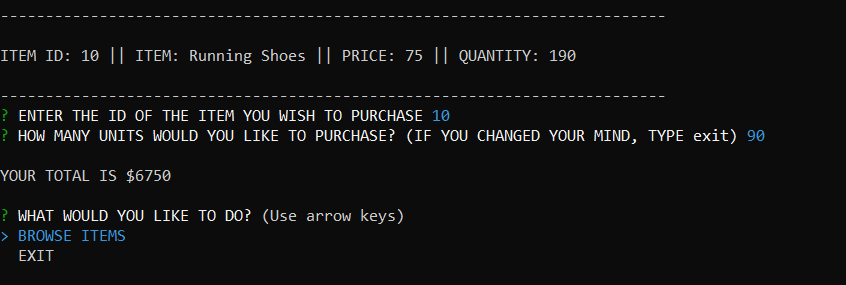 --------------------------------------------------------------------------
ITEM ID: 10 || ITEM: Running Shoes || PRICE: 75 || QUANTITY: 190
--------------------------------------------------------------------------
? ENTER THE ID OF THE ITEM YOU WISH TO PURCHASE 10
? HOW MANY UNITS WOULD YOU LIKE TO PURCHASE? (IF YOU CHANGED YOUR MIND, TYPE exit) 90
YOUR TOTAL IS $6750
? WHAT WOULD YOU LIKE TO DO? (Use arrow keys)
> BROWSE ITEMS
EXIT